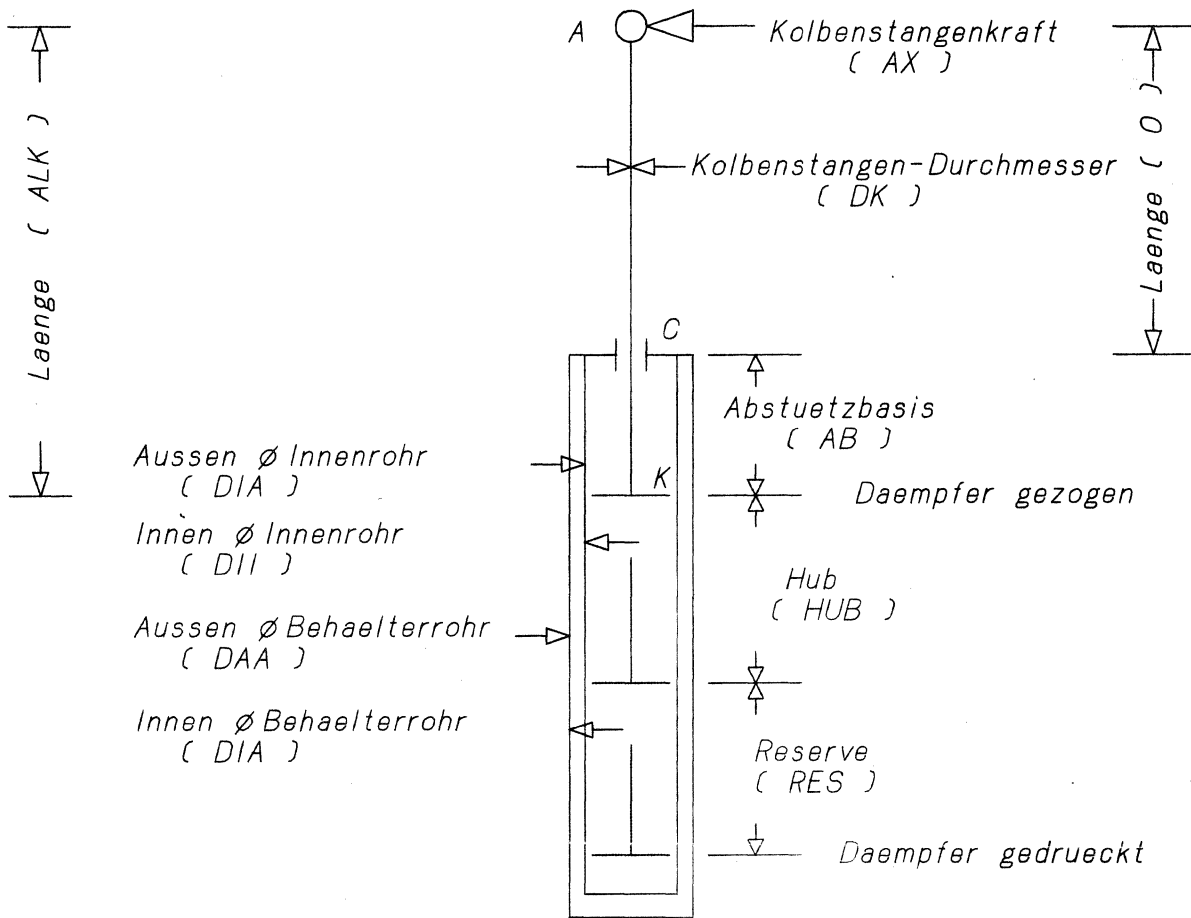 A
Kolbenstangenkraft
( AX )
Laenge ( ALK )
Laenge ( O )
Kolbenstangen-Durchmesser
( DK )
C
Abstuetzbasis
( AB )
Aussen ø Innenrohr
( DIA )
K
Daempfer gezogen
Innen ø Innenrohr
( DII )
Hub
( HUB )
Aussen ø Behaelterrohr
( DAA )
Innen ø Behaelterrohr
( DIA )
Reserve
( RES )
Daempfer gedrueckt